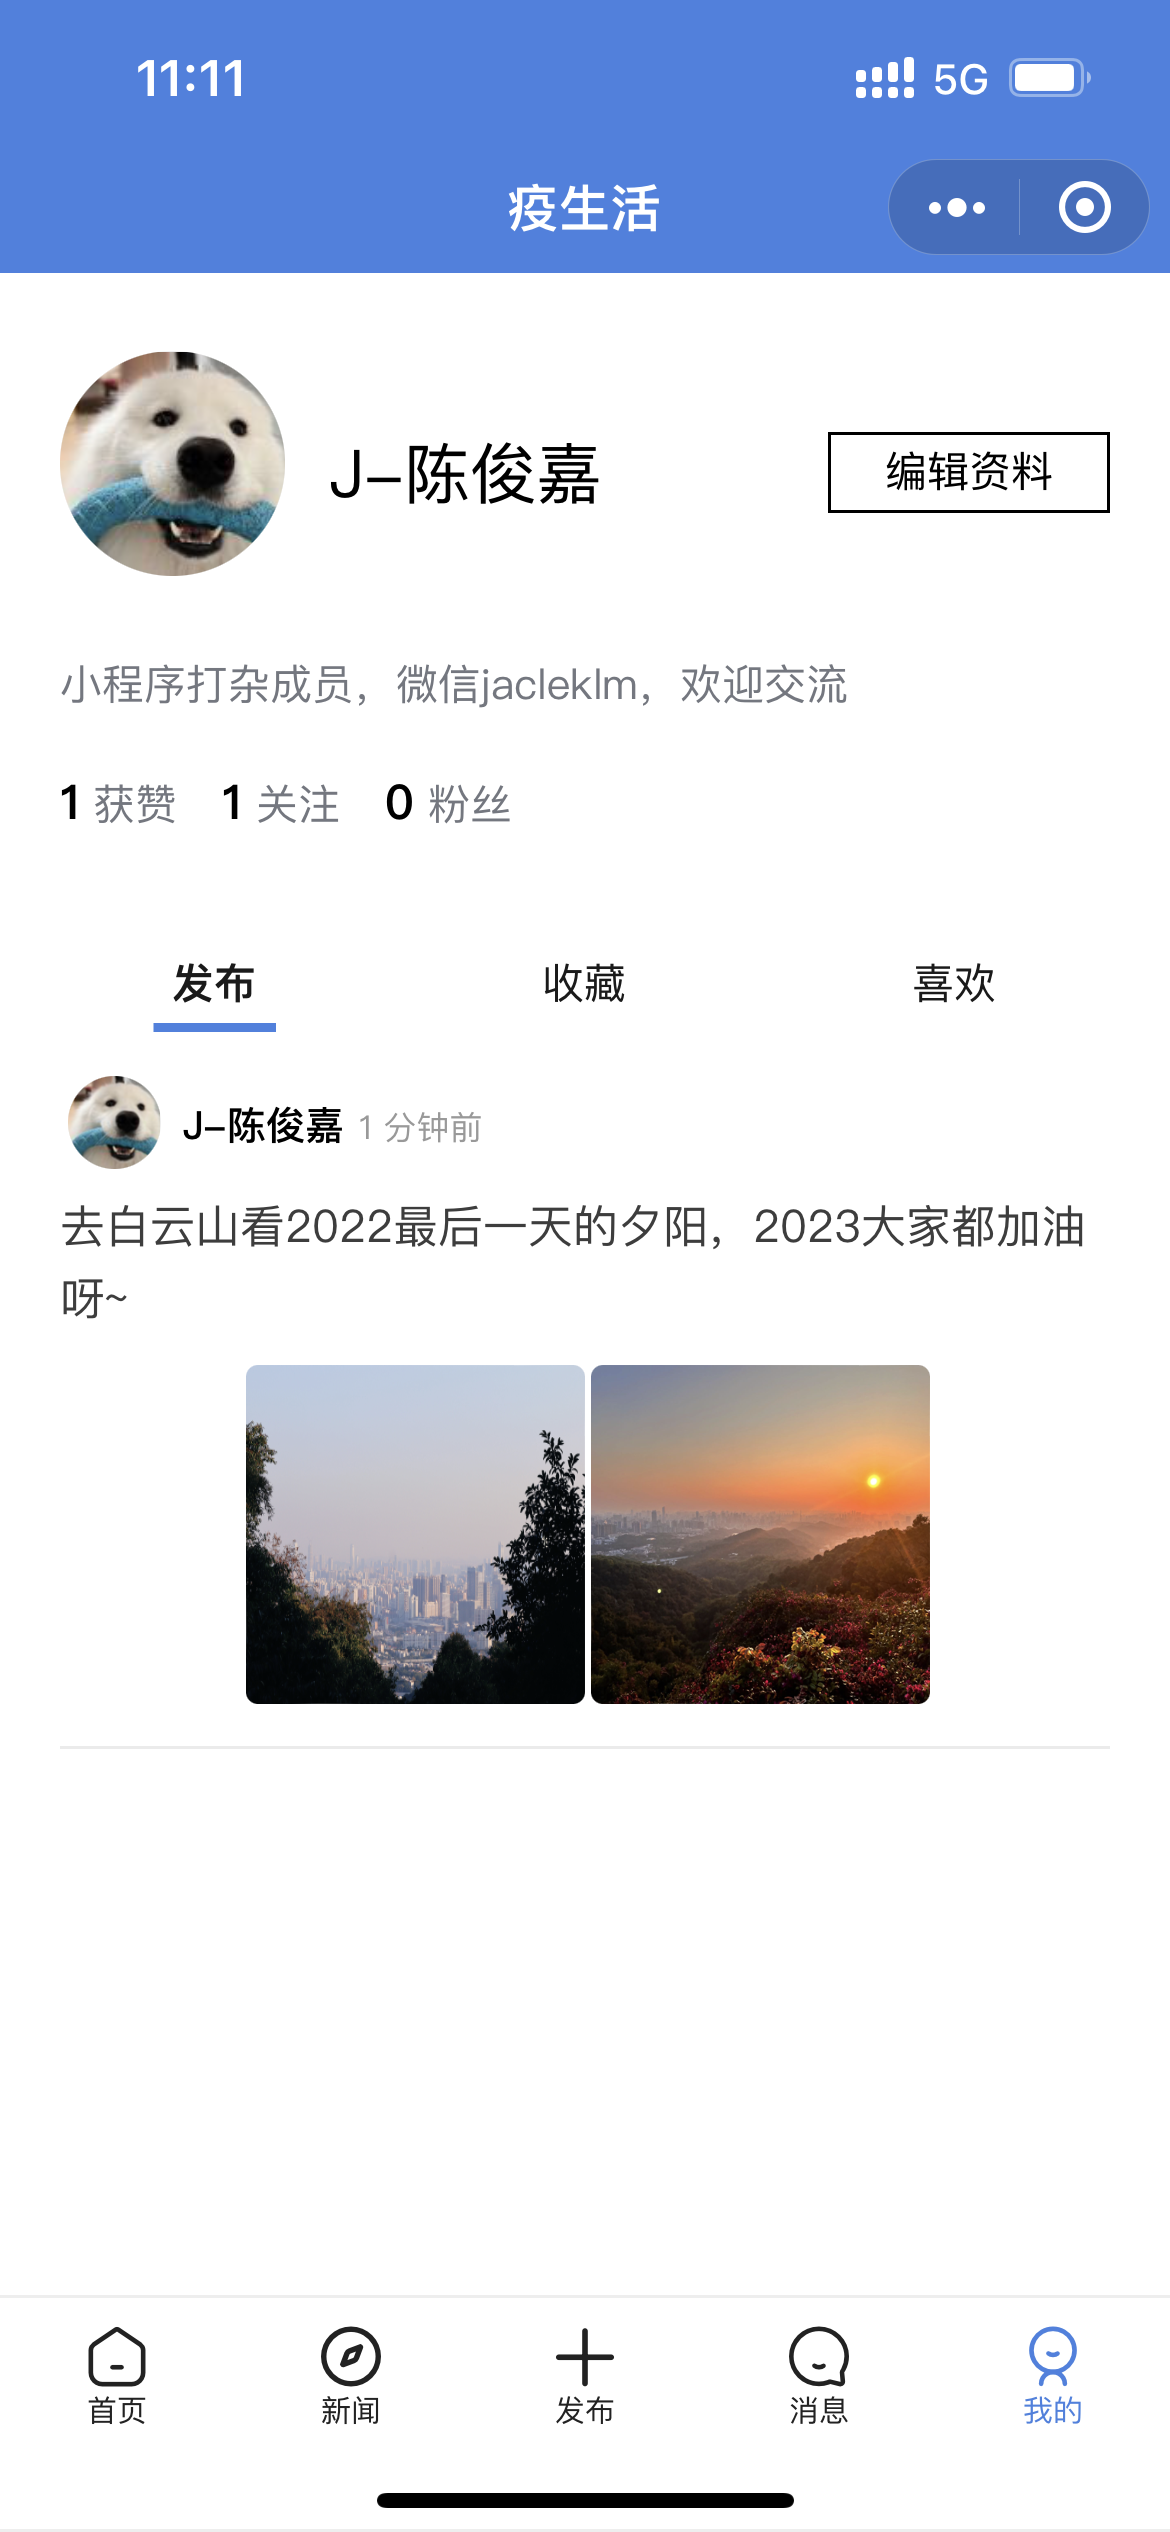 11:11 5G
疫生活
J-陈俊嘉
编辑资料
小程序打杂成员，微信jacleklm，欢迎交流
1 获赞 1 关注 0 粉丝
发布 收藏 喜欢
J-陈俊嘉 1 分钟前
去白云山看2022最后一天的夕阳，2023大家都加油
呀~
首页 新闻 发布 消息 我的